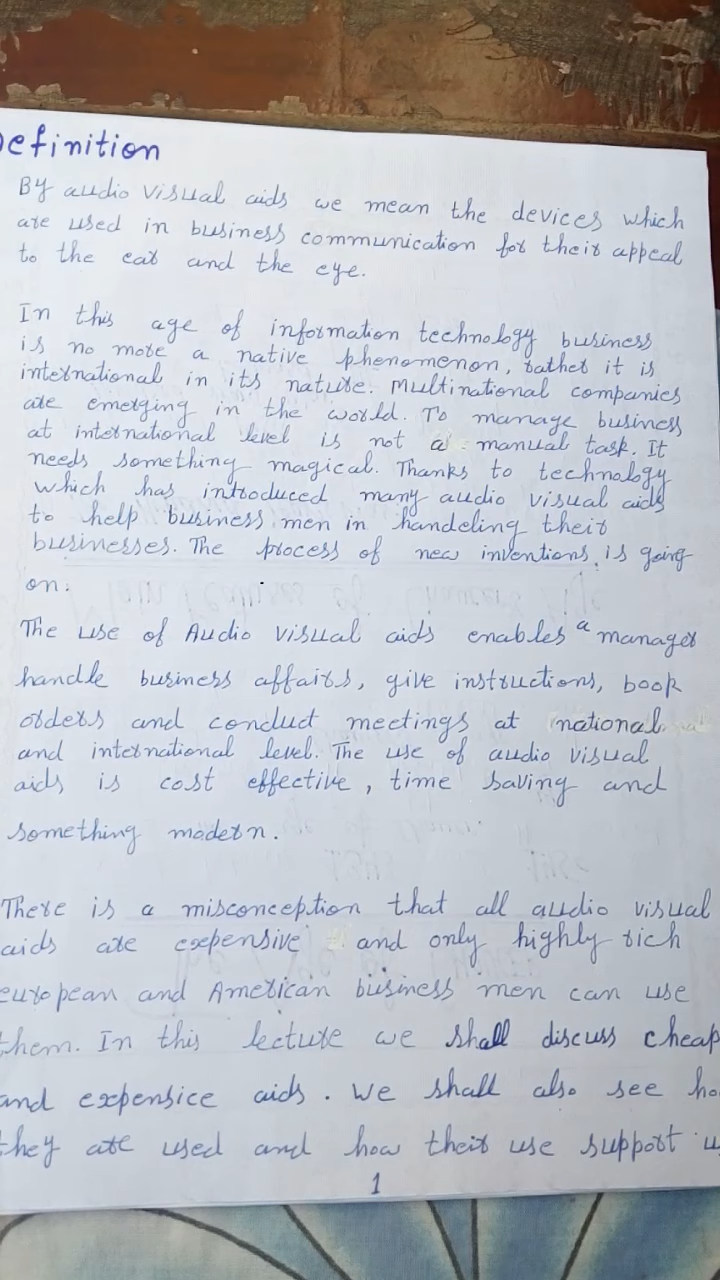 Definition
By audio visual aids we mean the devices which
are used in business communication for their appeal
to the ear and the eye.
In this age of information technology business
is no more a native phenomenon, rather it is
international in its nature. Multinational companies
are emerging in the world. To manage business
at international level is not a manual task. It
needs something magical. Thanks to technology
which has introduced many audio visual aids
to help business men in handeling their
businesses. The process of new inventions is going
on.
The use of Audio visual aids enables a manager
handle business affairs, give instructions, book
orders and conduct meetings at national
and international level. The use of audio visual
aids is cost effective, time saving and
something modern.
There is a misconception that all audio visual
aids are expensive and only highly rich
european and American business men can use
them. In this lecture we shall discuss cheap
and expensice aids. We shall also see ho
they are used and how their use support u
1